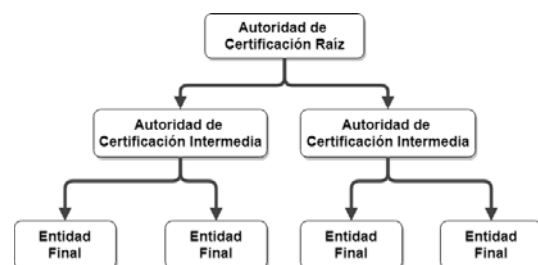 Autoridad de
Certificación Raíz
Autoridad de
Certificación Intermedia
Autoridad de
Certificación Intermedia
Entidad
Final
Entidad
Final
Entidad
Final
Entidad
Final